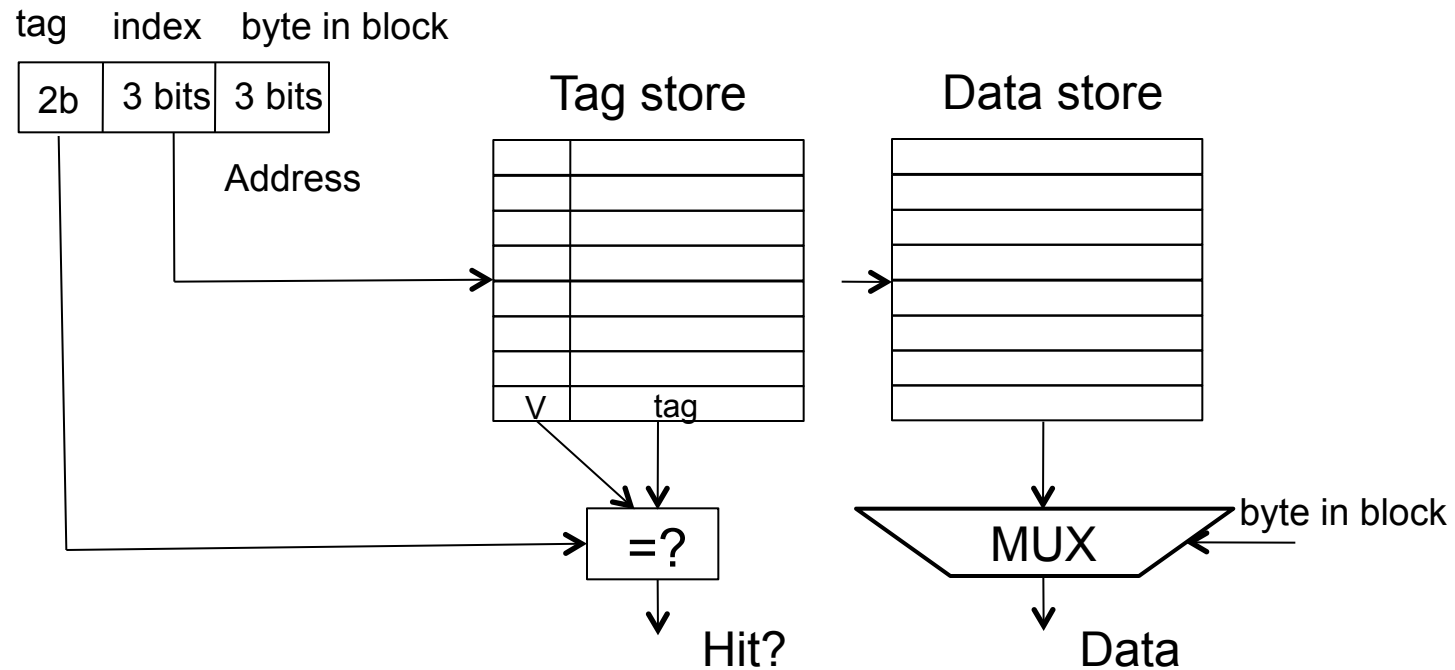 tag index byte in block
2b 3 bits 3 bits
Address
Tag store
Data store
V tag
=?
MUX
byte in block
Hit?
Data